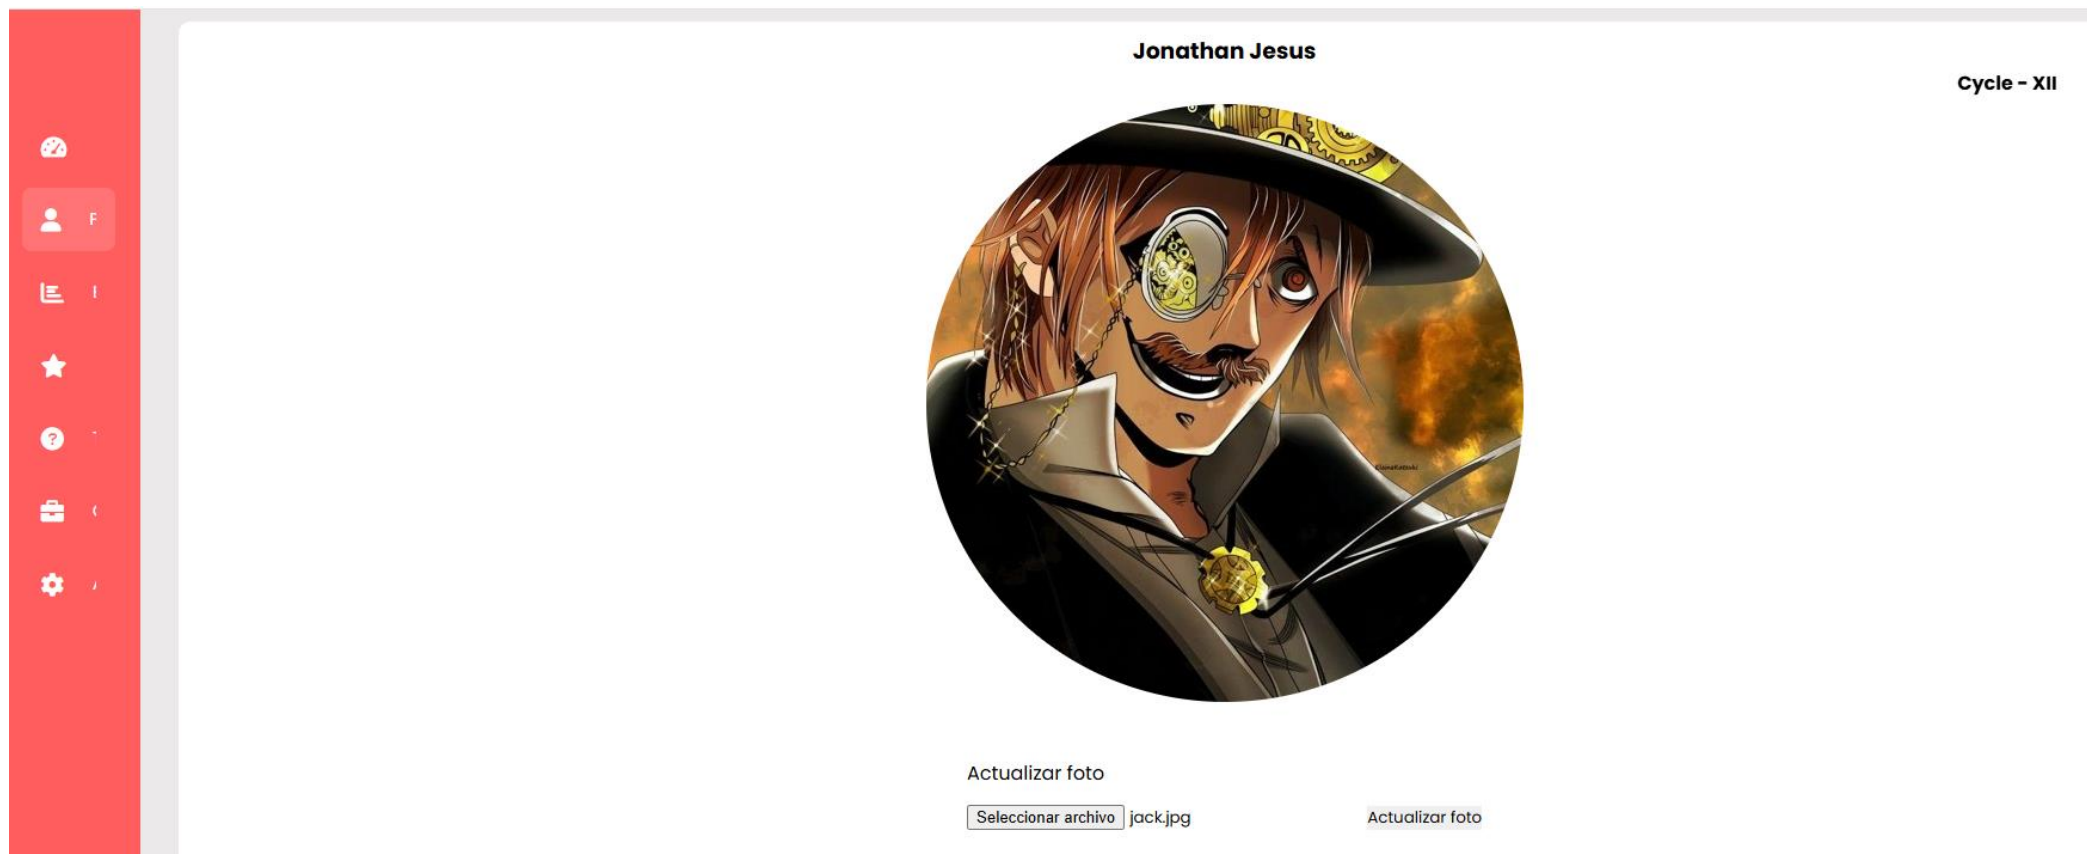 Jonathan Jesus
Cycle - XII
Actualizar foto
Seleccionar archivo jack.jpg
Actualizar foto